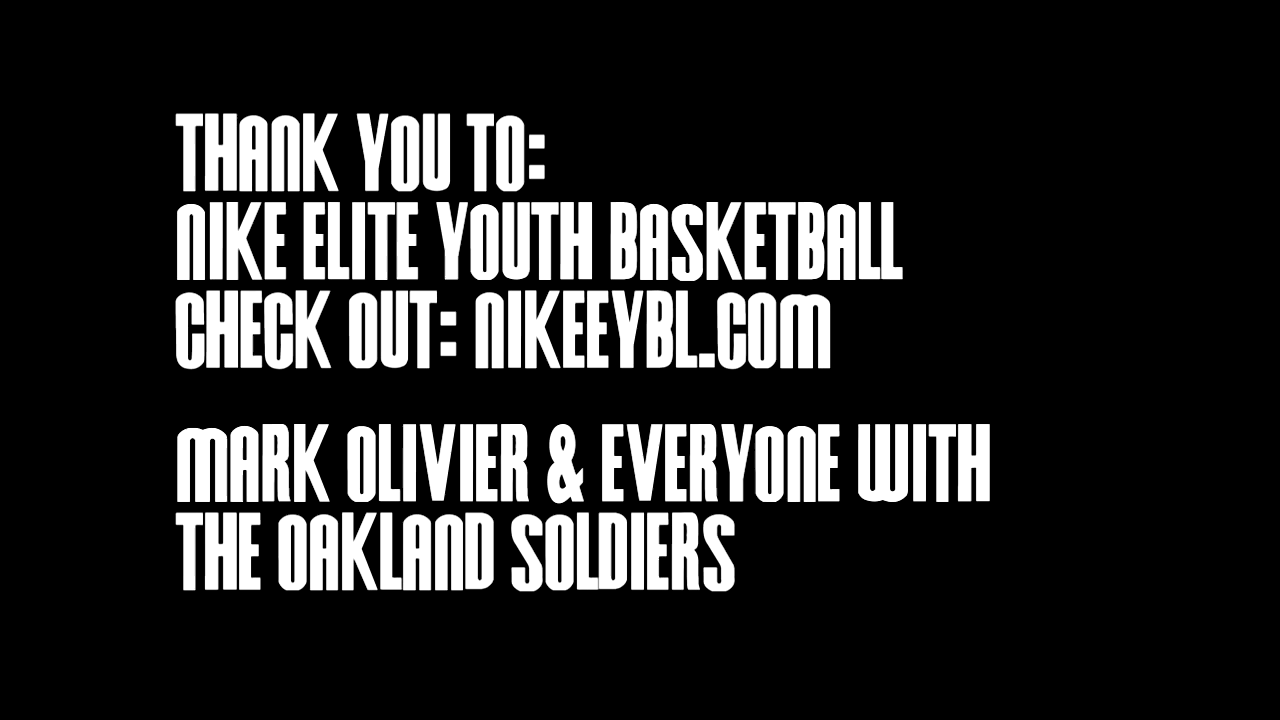 THANK YOU TO:
NIKE ELITE YOUTH BASKETBALL
CHECK OUT: NIKEEYBL.COM
MARK OLIVIER & EVERYONE WITH
THE OAKLAND SOLDIERS